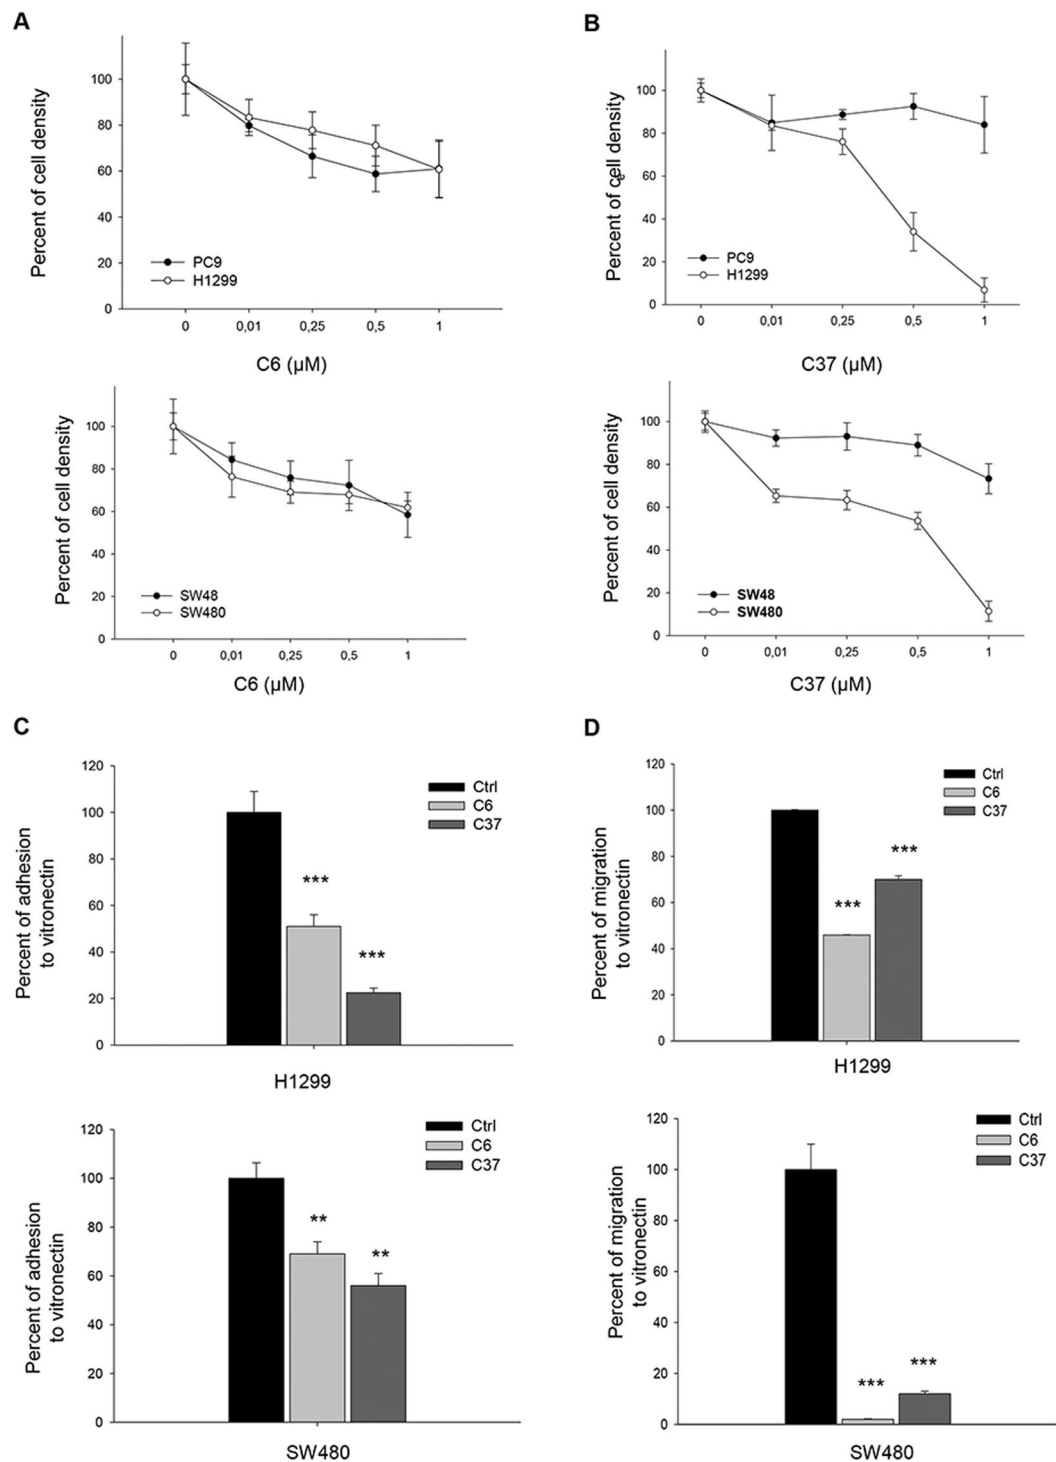 A
Percent of cell density
100
80
60
40
20
0
PC9
H1299
0
0,01
0,25
0,5
1
C6 (µM)
B
Percent of cell density
100
80
60
40
20
0
PC9
H1299
0
0,01
0,25
0,5
1
C37 (µM)
Percent of cell density
100
80
60
40
20
0
SW48
SW480
0
0,01
0,25
0,5
1
C6 (µM)
Percent of cell density
100
80
60
40
20
0
SW48
SW480
0
0,01
0,25
0,5
1
C37 (µM)
C
Percent of adhesion
to vitronectin
120
100
80
60
40
20
0
Ctrl
C6
C37
***
***
H1299
D
Percent of migration
to vitronectin
120
100
80
60
40
20
0
Ctrl
C6
C37
***
***
H1299
Percent of adhesion
to vitronectin
120
100
80
60
40
20
0
Ctrl
C6
C37
**
**
SW480
Percent of migration
to vitronectin
120
100
80
60
40
20
0
Ctrl
C6
C37
***
***
SW480